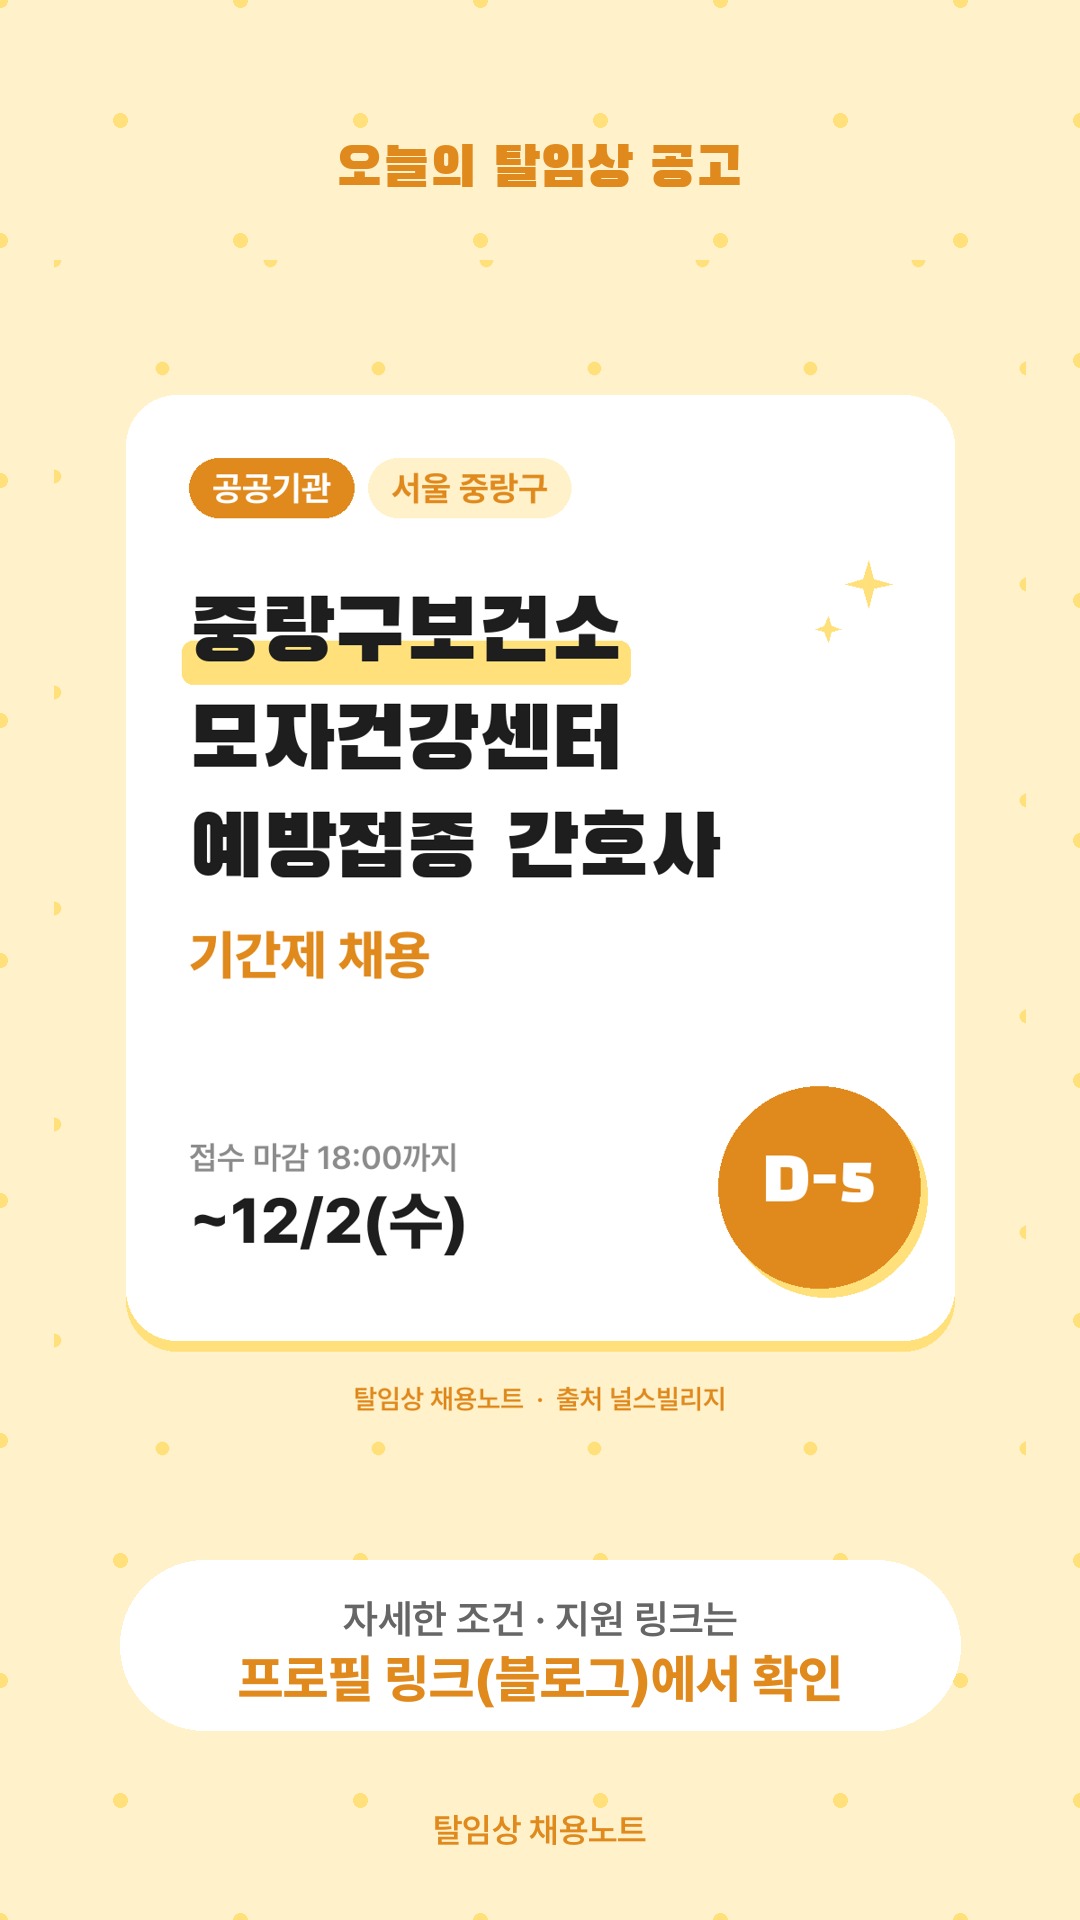 오늘의 탈임상 공고
공공기관 서울 중랑구
중랑구보건소
모자건강센터
예방접종 간호사
기간제 채용
접수 마감 18:00까지
~12/2(수)
D-5
탈임상 채용노트 · 출처 널스빌리지
자세한 조건 · 지원 링크는
프로필 링크(블로그)에서 확인
탈임상 채용노트